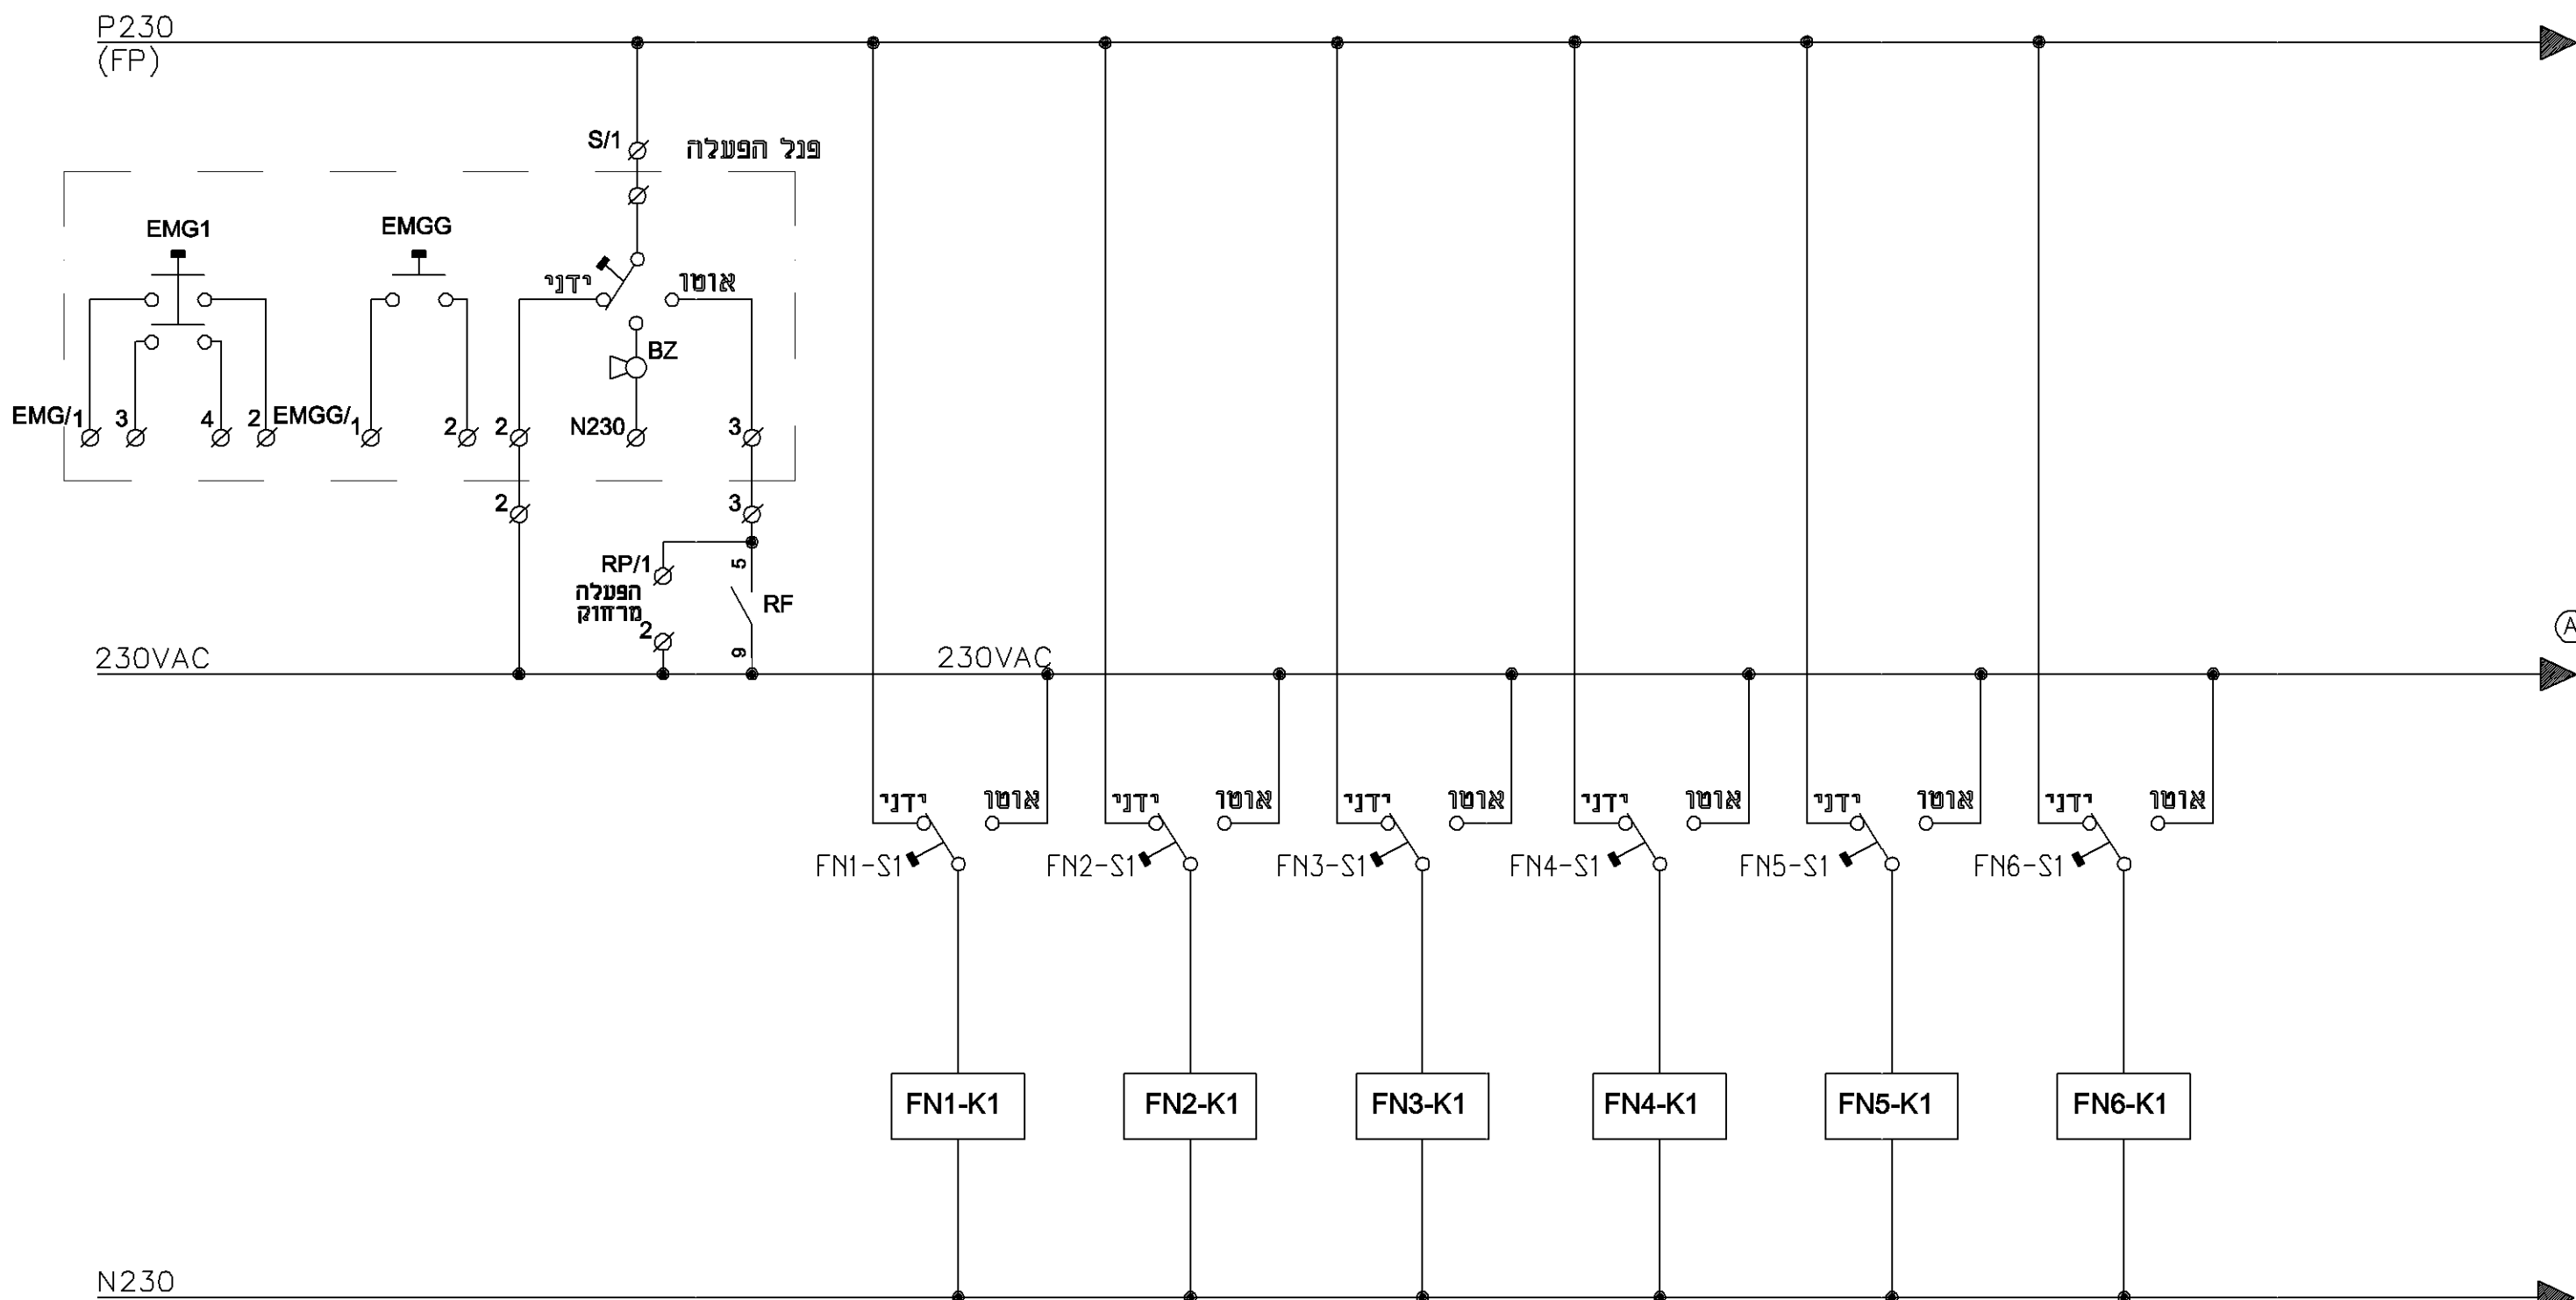 P230
(FP)
S/1
פנל הפעלה
EMG1
EMGG
ידני
אוטו
BZ
EMG/1
3
4
2
EMGG/1
2
2
N230
3
2
3
RP/1
5
הפעלה
מרחוק
RF
2
9
A
230VAC
230VAC
ידני
אוטו
ידני
אוטו
ידני
אוטו
ידני
אוטו
ידני
אוטו
ידני
אוטו
FN1-S1
FN2-S1
FN3-S1
FN4-S1
FN5-S1
FN6-S1
FN1-K1
FN2-K1
FN3-K1
FN4-K1
FN5-K1
FN6-K1
N230